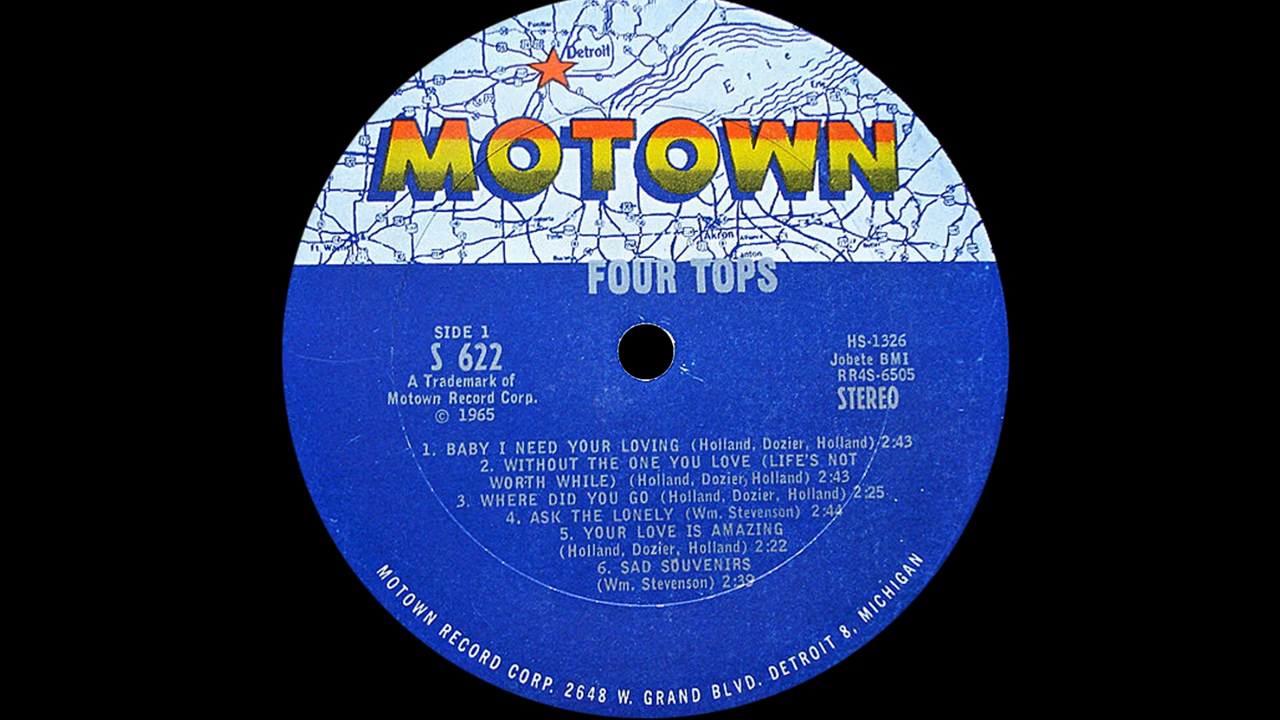 Detroit
Erie
MOTOWN
Akron
FOUR TOPS
SIDE 1
S 622
A Trademark of
Motown Record Corp.
© 1965
HS-1326
Jobete BMI
RR4S-6505
STEREO
1. BABY I NEED YOUR LOVING (Holland, Dozier, Holland) 2:43
2. WITHOUT THE ONE YOU LOVE (LIFE'S NOT
WORTH WHILE) (Holland, Dozier, Holland) 2:43
3. WHERE DID YOU GO (Holland, Dozier, Holland) 2:25
4. ASK THE LONELY (Wm. Stevenson) 2:44
5. YOUR LOVE IS AMAZING
(Holland, Dozier, Holland) 2:22
6. SAD SOUVENIRS
(Wm. Stevenson) 2:39
MOTOWN RECORD CORP. 2648 W. GRAND BLVD. DETROIT 8, MICHIGAN